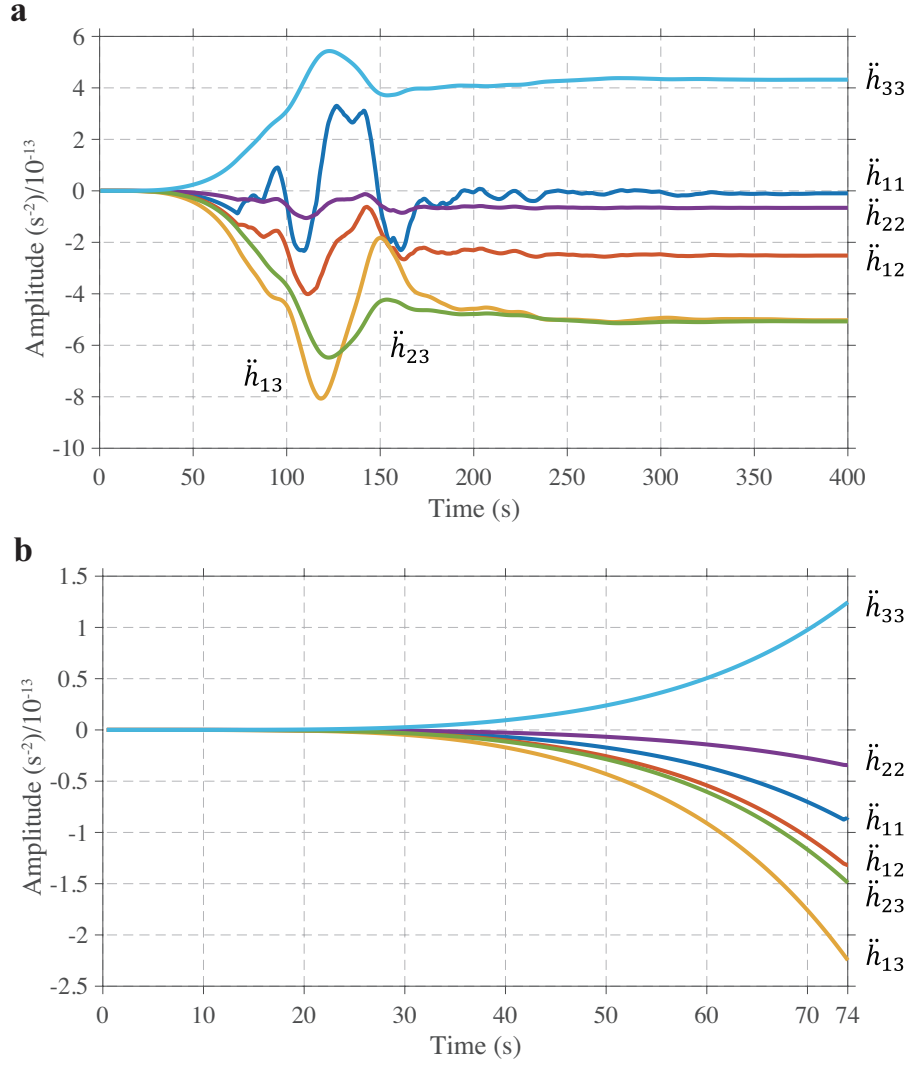 a
6
4
2
0
-2
-4
-6
-8
-10
Amplitude (s⁻²)/10⁻¹³
ḧ₃₃
ḧ₁₁
ḧ₂₂
ḧ₁₂
ḧ₁₃
ḧ₂₃
0 50 100 150 200 250 300 350 400
Time (s)
b
1.5
1
0.5
0
-0.5
-1
-1.5
-2
-2.5
Amplitude (s⁻²)/10⁻¹³
ḧ₃₃
ḧ₂₂
ḧ₁₁
ḧ₁₂
ḧ₂₃
ḧ₁₃
0 10 20 30 40 50 60 70 74
Time (s)